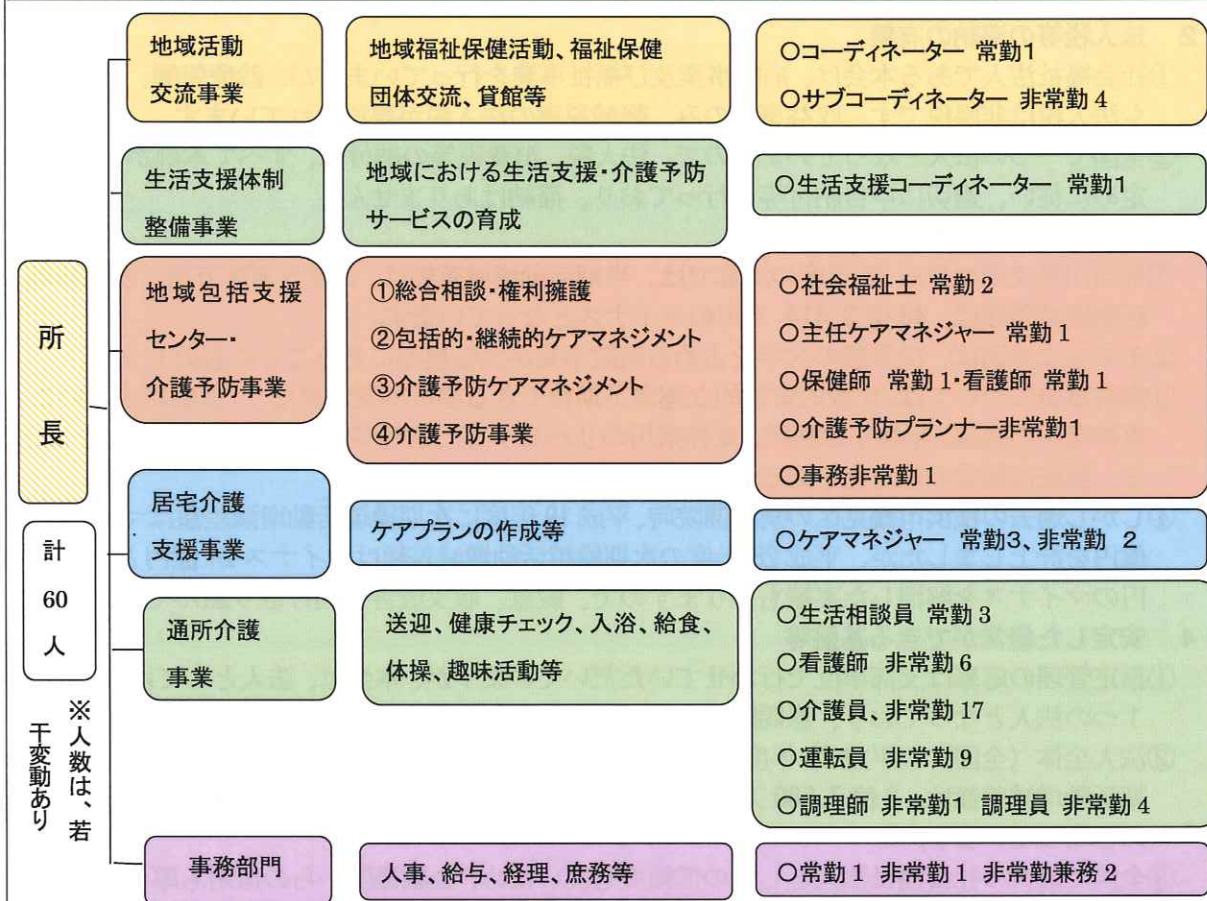 所長
計
60
人
※人数は、若
干変動あり
地域活動
交流事業
地域福祉保健活動、福祉保健
団体交流、貸館等
○コーディネーター 常勤1
○サブコーディネーター 非常勤4
生活支援体制
整備事業
地域における生活支援・介護予防
サービスの育成
○生活支援コーディネーター 常勤1
地域包括支援
センター・
介護予防事業
①総合相談・権利擁護
②包括的・継続的ケアマネジメント
③介護予防ケアマネジメント
④介護予防事業
○社会福祉士 常勤2
○主任ケアマネジャー 常勤1
○保健師 常勤1・看護師 常勤1
○介護予防プランナー非常勤1
○事務非常勤1
居宅介護
支援事業
ケアプランの作成等
○ケアマネジャー 常勤3、非常勤 2
通所介護
事業
送迎、健康チェック、入浴、給食、
体操、趣味活動等
○生活相談員 常勤3
○看護師 非常勤6
○介護員、非常勤17
○運転員 非常勤9
○調理師 非常勤1 調理員 非常勤4
事務部門
人事、給与、経理、庶務等
○常勤1 非常勤1 非常勤兼務2